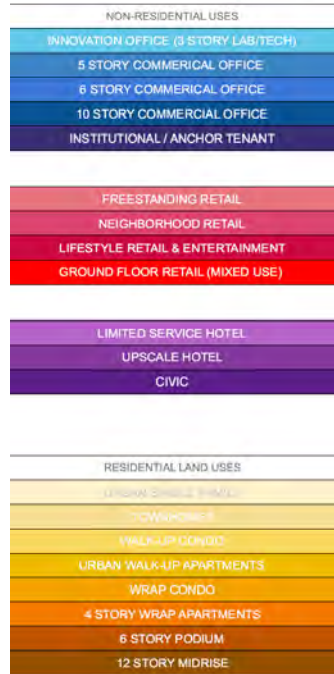 NON-RESIDENTIAL USES
INNOVATION OFFICE (3 STORY LAB/TECH)
5 STORY COMMERICAL OFFICE
6 STORY COMMERICAL OFFICE
10 STORY COMMERCIAL OFFICE
INSTITUTIONAL / ANCHOR TENANT
FREESTANDING RETAIL
NEIGHBORHOOD RETAIL
LIFESTYLE RETAIL & ENTERTAINMENT
GROUND FLOOR RETAIL (MIXED USE)
LIMITED SERVICE HOTEL
UPSCALE HOTEL
CIVIC
RESIDENTIAL LAND USES
URBAN SINGLE FAMILY
TOWNHOMES
WALK-UP CONDO
URBAN WALK-UP APARTMENTS
WRAP CONDO
4 STORY WRAP APARTMENTS
6 STORY PODIUM
12 STORY MIDRISE